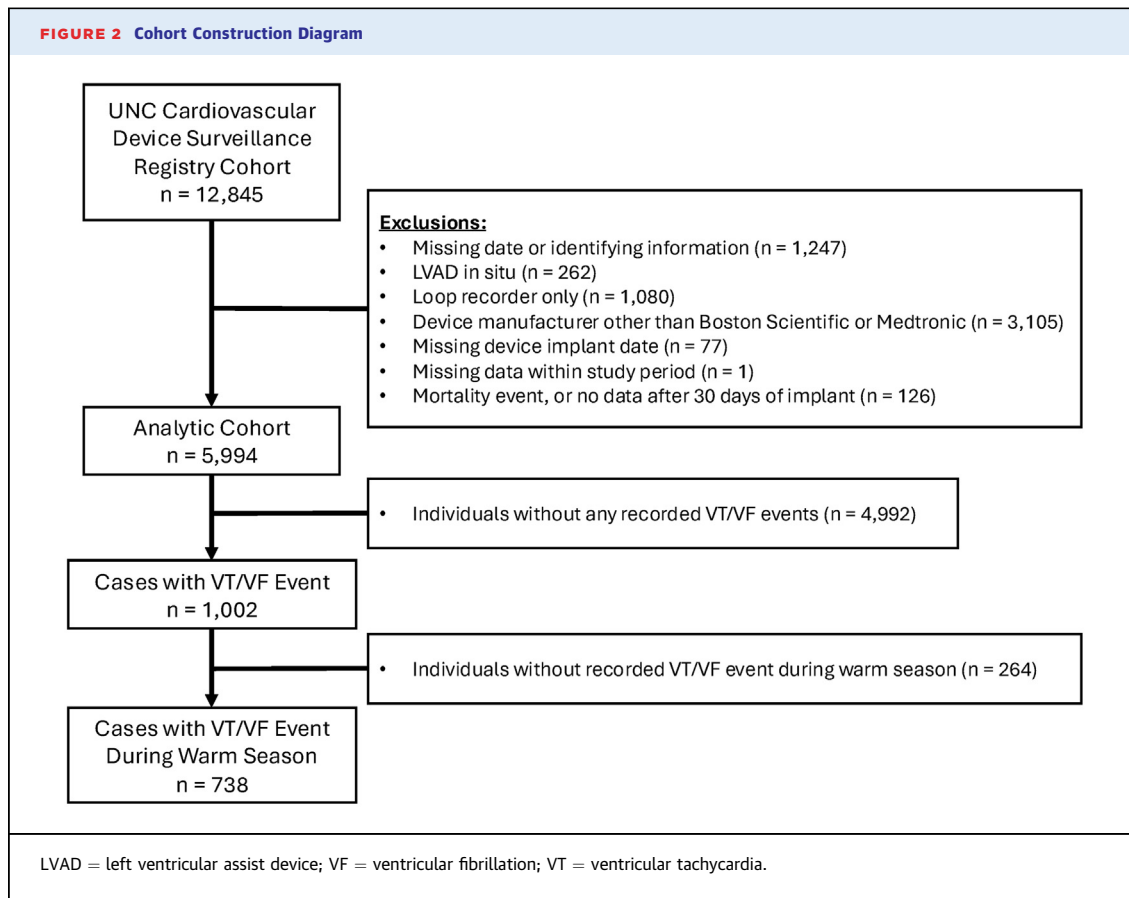 FIGURE 2 Cohort Construction Diagram
UNC Cardiovascular
Device Surveillance
Registry Cohort
n = 12,845
Exclusions:
• Missing date or identifying information (n = 1,247)
• LVAD in situ (n = 262)
• Loop recorder only (n = 1,080)
• Device manufacturer other than Boston Scientific or Medtronic (n = 3,105)
• Missing device implant date (n = 77)
• Missing data within study period (n = 1)
• Mortality event, or no data after 30 days of implant (n = 126)
Analytic Cohort
n = 5,994
• Individuals without any recorded VT/VF events (n = 4,992)
Cases with VT/VF Event
n = 1,002
• Individuals without recorded VT/VF event during warm season (n = 264)
Cases with VT/VF Event
During Warm Season
n = 738
LVAD = left ventricular assist device; VF = ventricular fibrillation; VT = ventricular tachycardia.